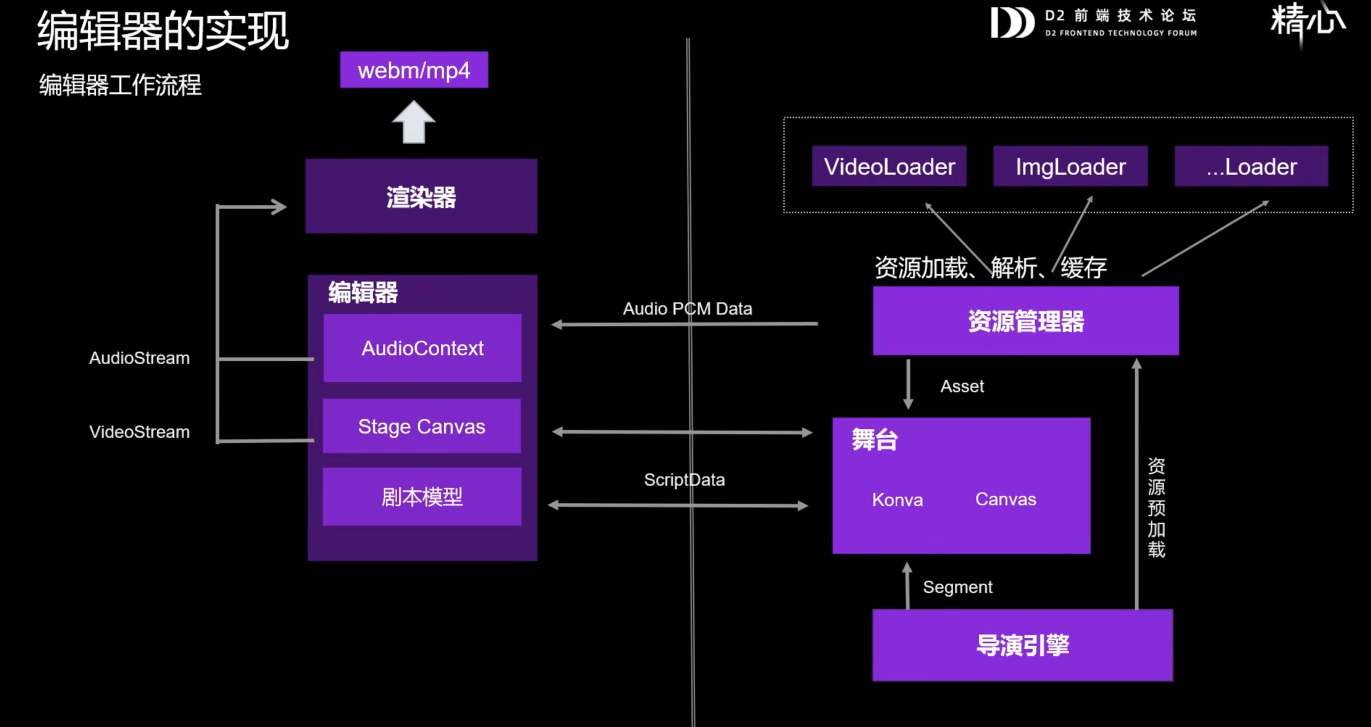 编辑器的实现
编辑器工作流程
D2 前端技术论坛
D2 FRONTEND TECHNOLOGY FORUM
精心
webm/mp4
渲染器
编辑器
AudioContext
Stage Canvas
剧本模型
AudioStream
VideoStream
Audio PCM Data
ScriptData
VideoLoader
ImgLoader
...Loader
资源加载、解析、缓存
资源管理器
Asset
舞台
Konva
Canvas
资源预加载
Segment
导演引擎